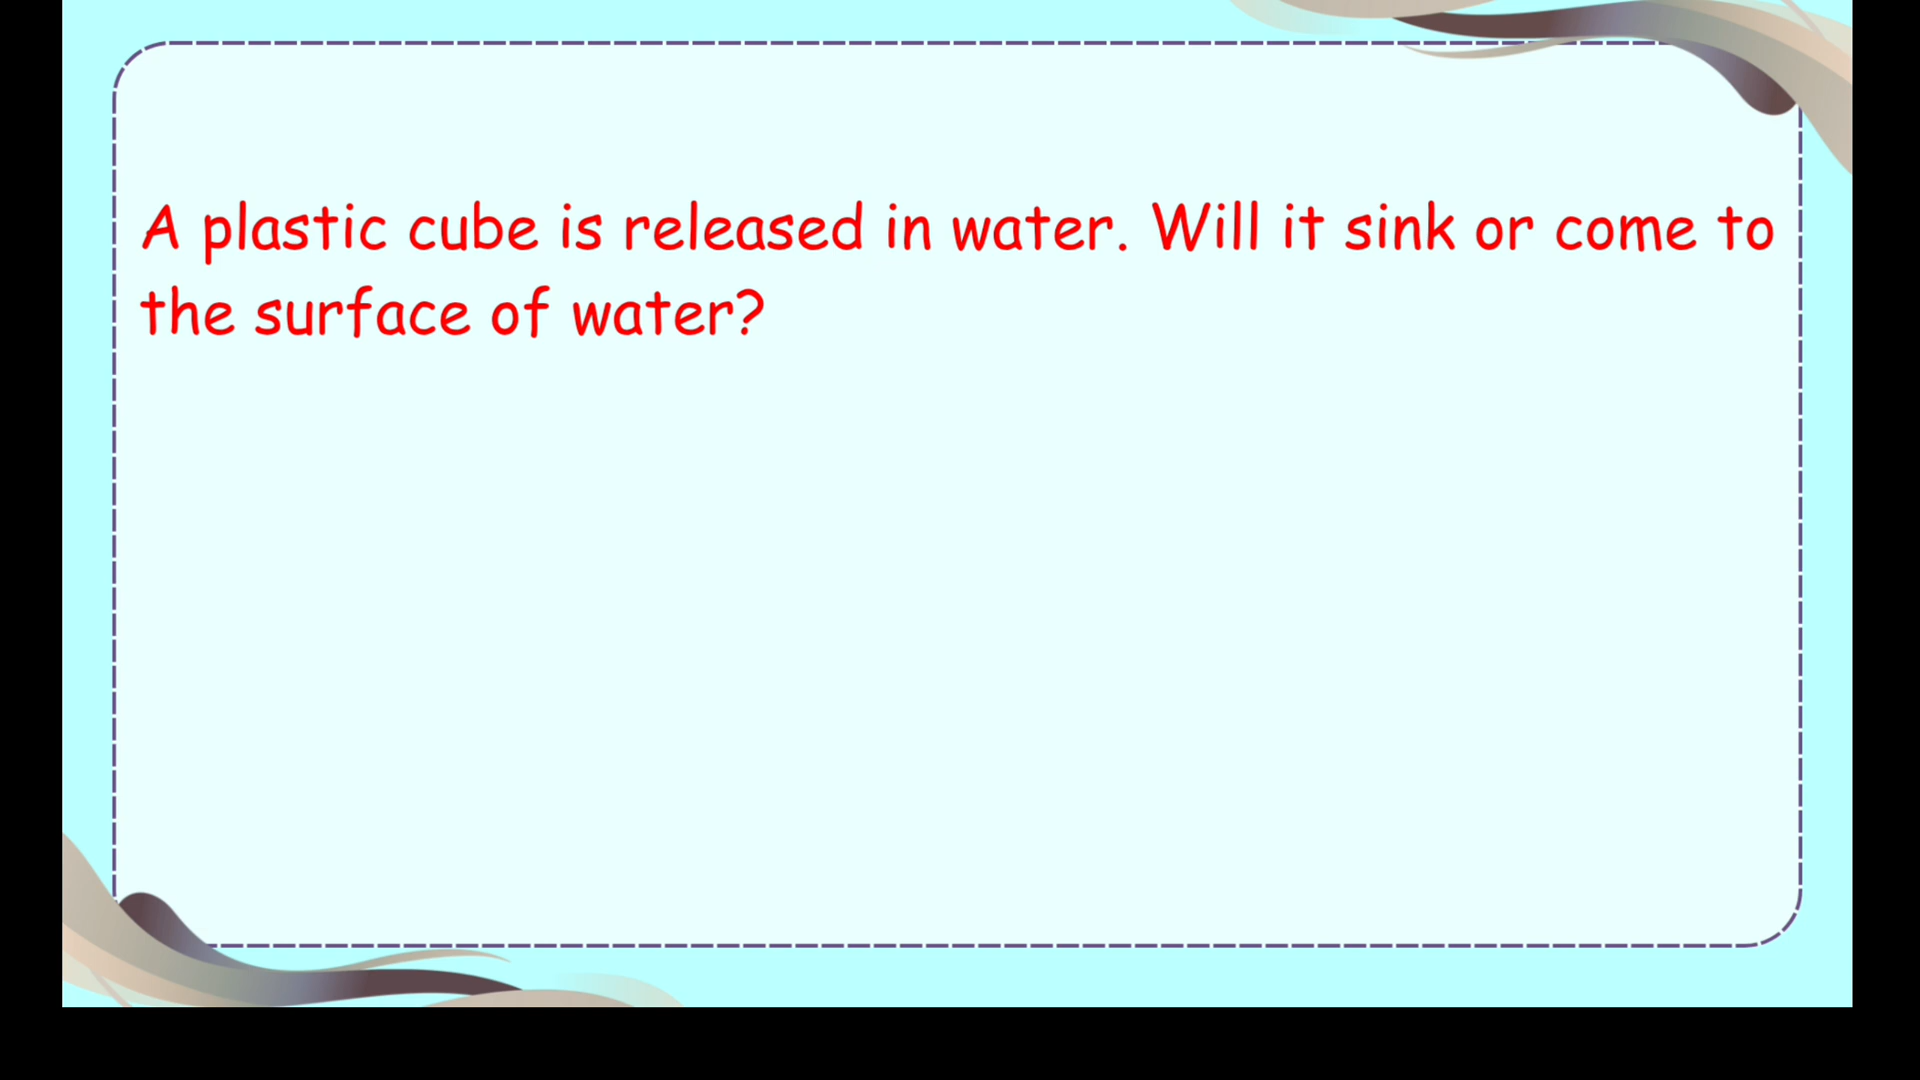 A plastic cube is released in water. Will it sink or come to
the surface of water?